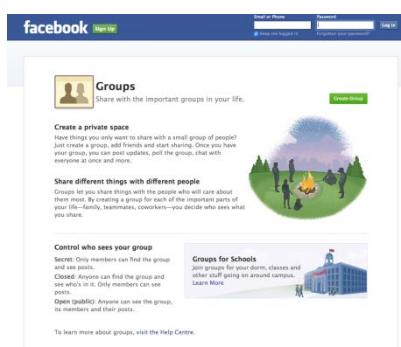 Email or Phone Password
facebook Sign Up Log In
Keep me logged in Forgotten your password?
Groups
Share with the important groups in your life.
Create Group
Create a private space
Have things you only want to share with a small group of people?
Just create a group, add friends and start sharing. Once you have
your group, you can post updates, poll the group, chat with
everyone at once and more.
Share different things with different people
Groups let you share things with the people who will care about
them most. By creating a group for each of the important parts of
your life—family, teammates, coworkers—you decide who sees what
you share.
Control who sees your group
Secret: Only members can find the group
and see posts.
Closed: Anyone can find the group and
see who's in it. Only members can see
posts.
Open (public): Anyone can see the group,
its members and their posts.
Groups for Schools
Join groups for your dorm, classes and
other stuff going on around campus.
Learn More
To learn more about groups, visit the Help Centre.